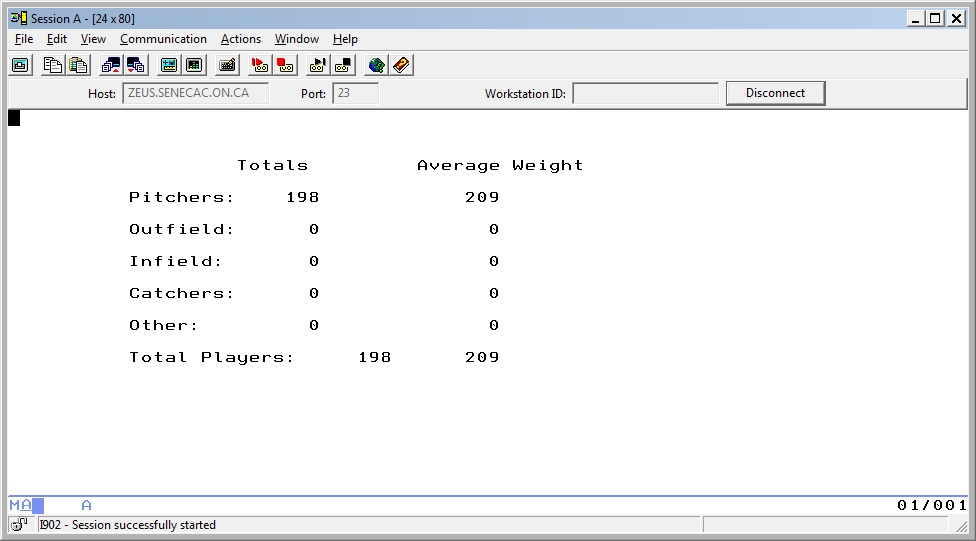 Session A - [24 x 80]
File Edit View Communication Actions Window Help
Host: ZEUS.SENECAC.ON.CA Port: 23 Workstation ID: Disconnect
Totals Average Weight
Pitchers: 198 209
Outfield: 0 0
Infield: 0 0
Catchers: 0 0
Other: 0 0
Total Players: 198 209
MA A 01/001
I902 - Session successfully started